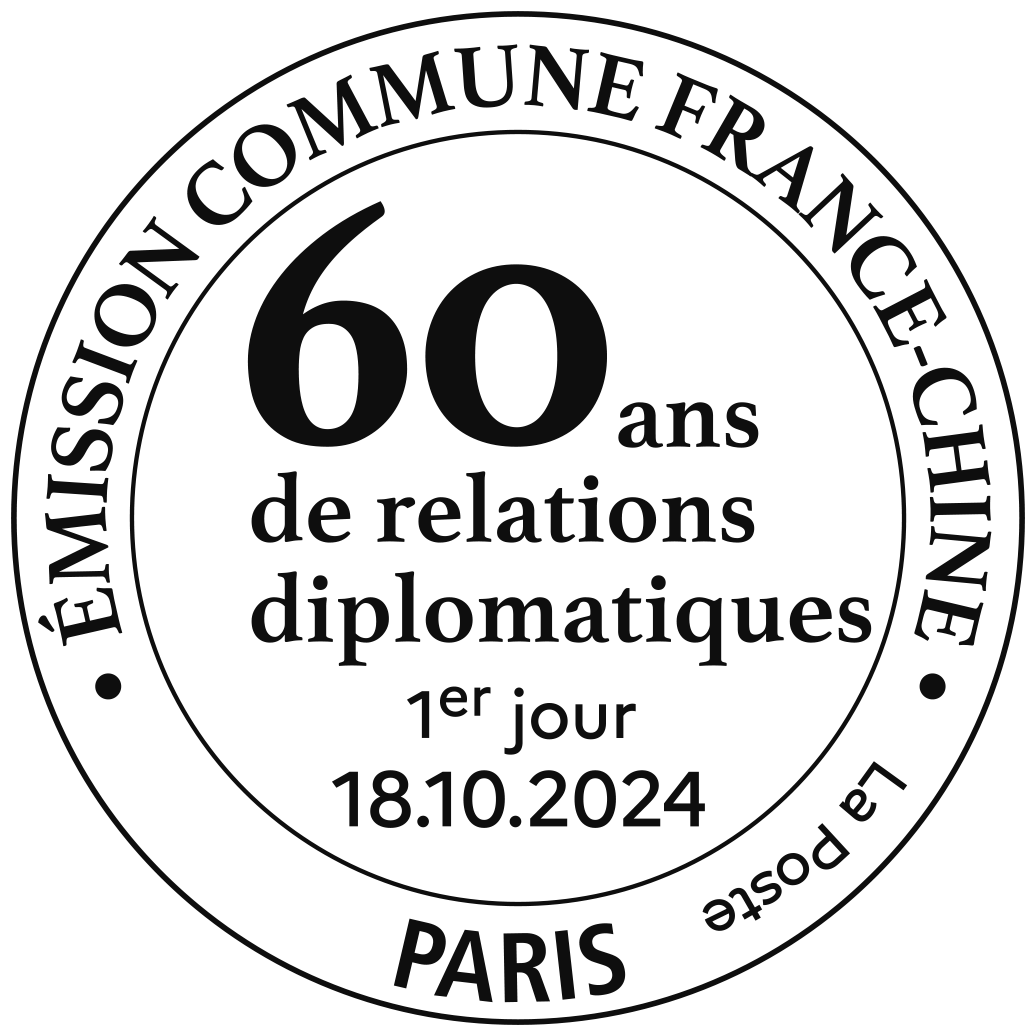 ÉMISSION COMMUNE FRANCE-CHINE
60 ans
de relations
diplomatiques
1er jour
18.10.2024
PARIS
La Poste